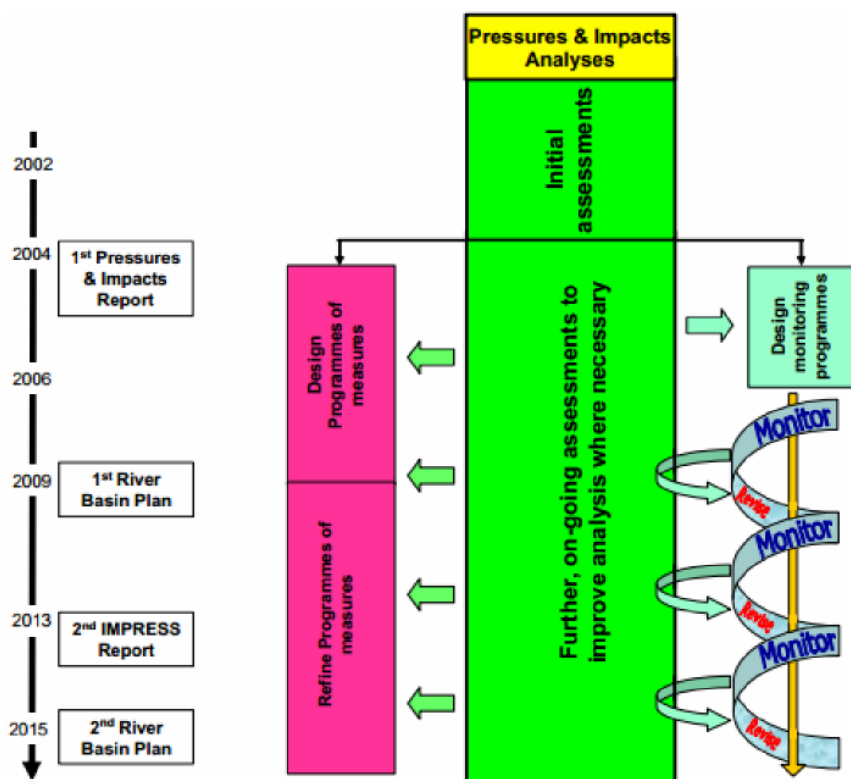 Pressures & Impacts
Analyses
Initial
assessments
2002
2004
1st Pressures
& Impacts
Report
Design
Programmes of
measures
Further, on-going assessments to
improve analysis where necessary
Design
monitoring
programmes
2006
Monitor
Revise
2009
1st River
Basin Plan
Monitor
Revise
Refine Programmes of
measures
2013
2nd IMPRESS
Report
Monitor
Revise
2015
2nd River
Basin Plan